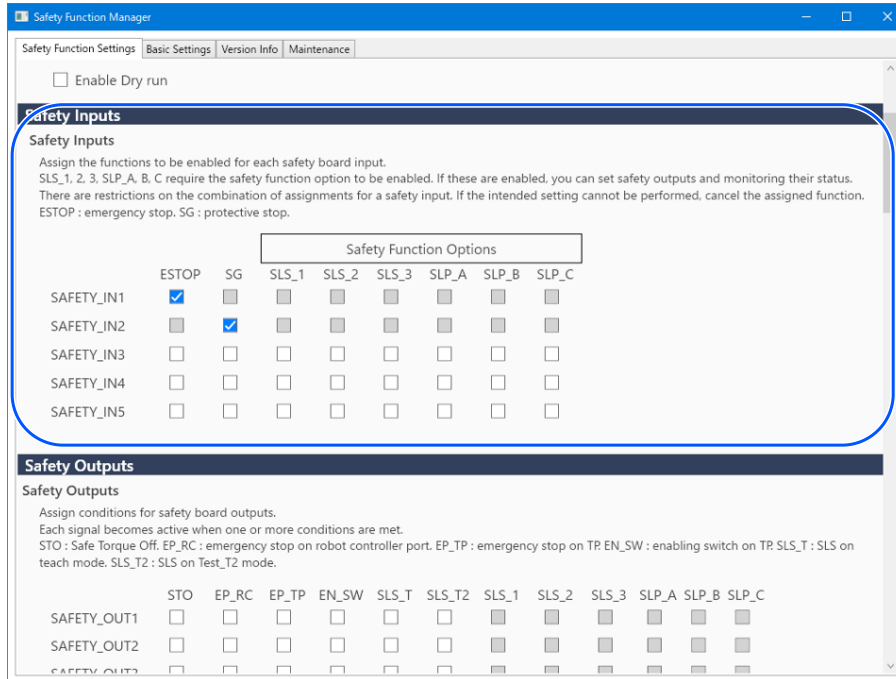 Safety Function Manager
Safety Function Settings Basic Settings Version Info Maintenance
Enable Dry run
Safety Inputs
Safety Inputs
Assign the functions to be enabled for each safety board input.
SLS_1, 2, 3, SLP_A, B, C require the safety function option to be enabled. If these are enabled, you can set safety outputs and monitoring their status.
There are restrictions on the combination of assignments for a safety input. If the intended setting cannot be performed, cancel the assigned function.
ESTOP : emergency stop. SG : protective stop.
Safety Function Options
ESTOP SG SLS_1 SLS_2 SLS_3 SLP_A SLP_B SLP_C
SAFETY_IN1
SAFETY_IN2
SAFETY_IN3
SAFETY_IN4
SAFETY_IN5
Safety Outputs
Safety Outputs
Assign conditions for safety board outputs.
Each signal becomes active when one or more conditions are met.
STO : Safe Torque Off. EP_RC : emergency stop on robot controller port. EP_TP : emergency stop on TP. EN_SW : enabling switch on TP. SLS_T : SLS on
teach mode. SLS_T2 : SLS on Test_T2 mode.
STO EP_RC EP_TP EN_SW SLS_T SLS_T2 SLS_1 SLS_2 SLS_3 SLP_A SLP_B SLP_C
SAFETY_OUT1
SAFETY_OUT2
SAFETY_OUT3